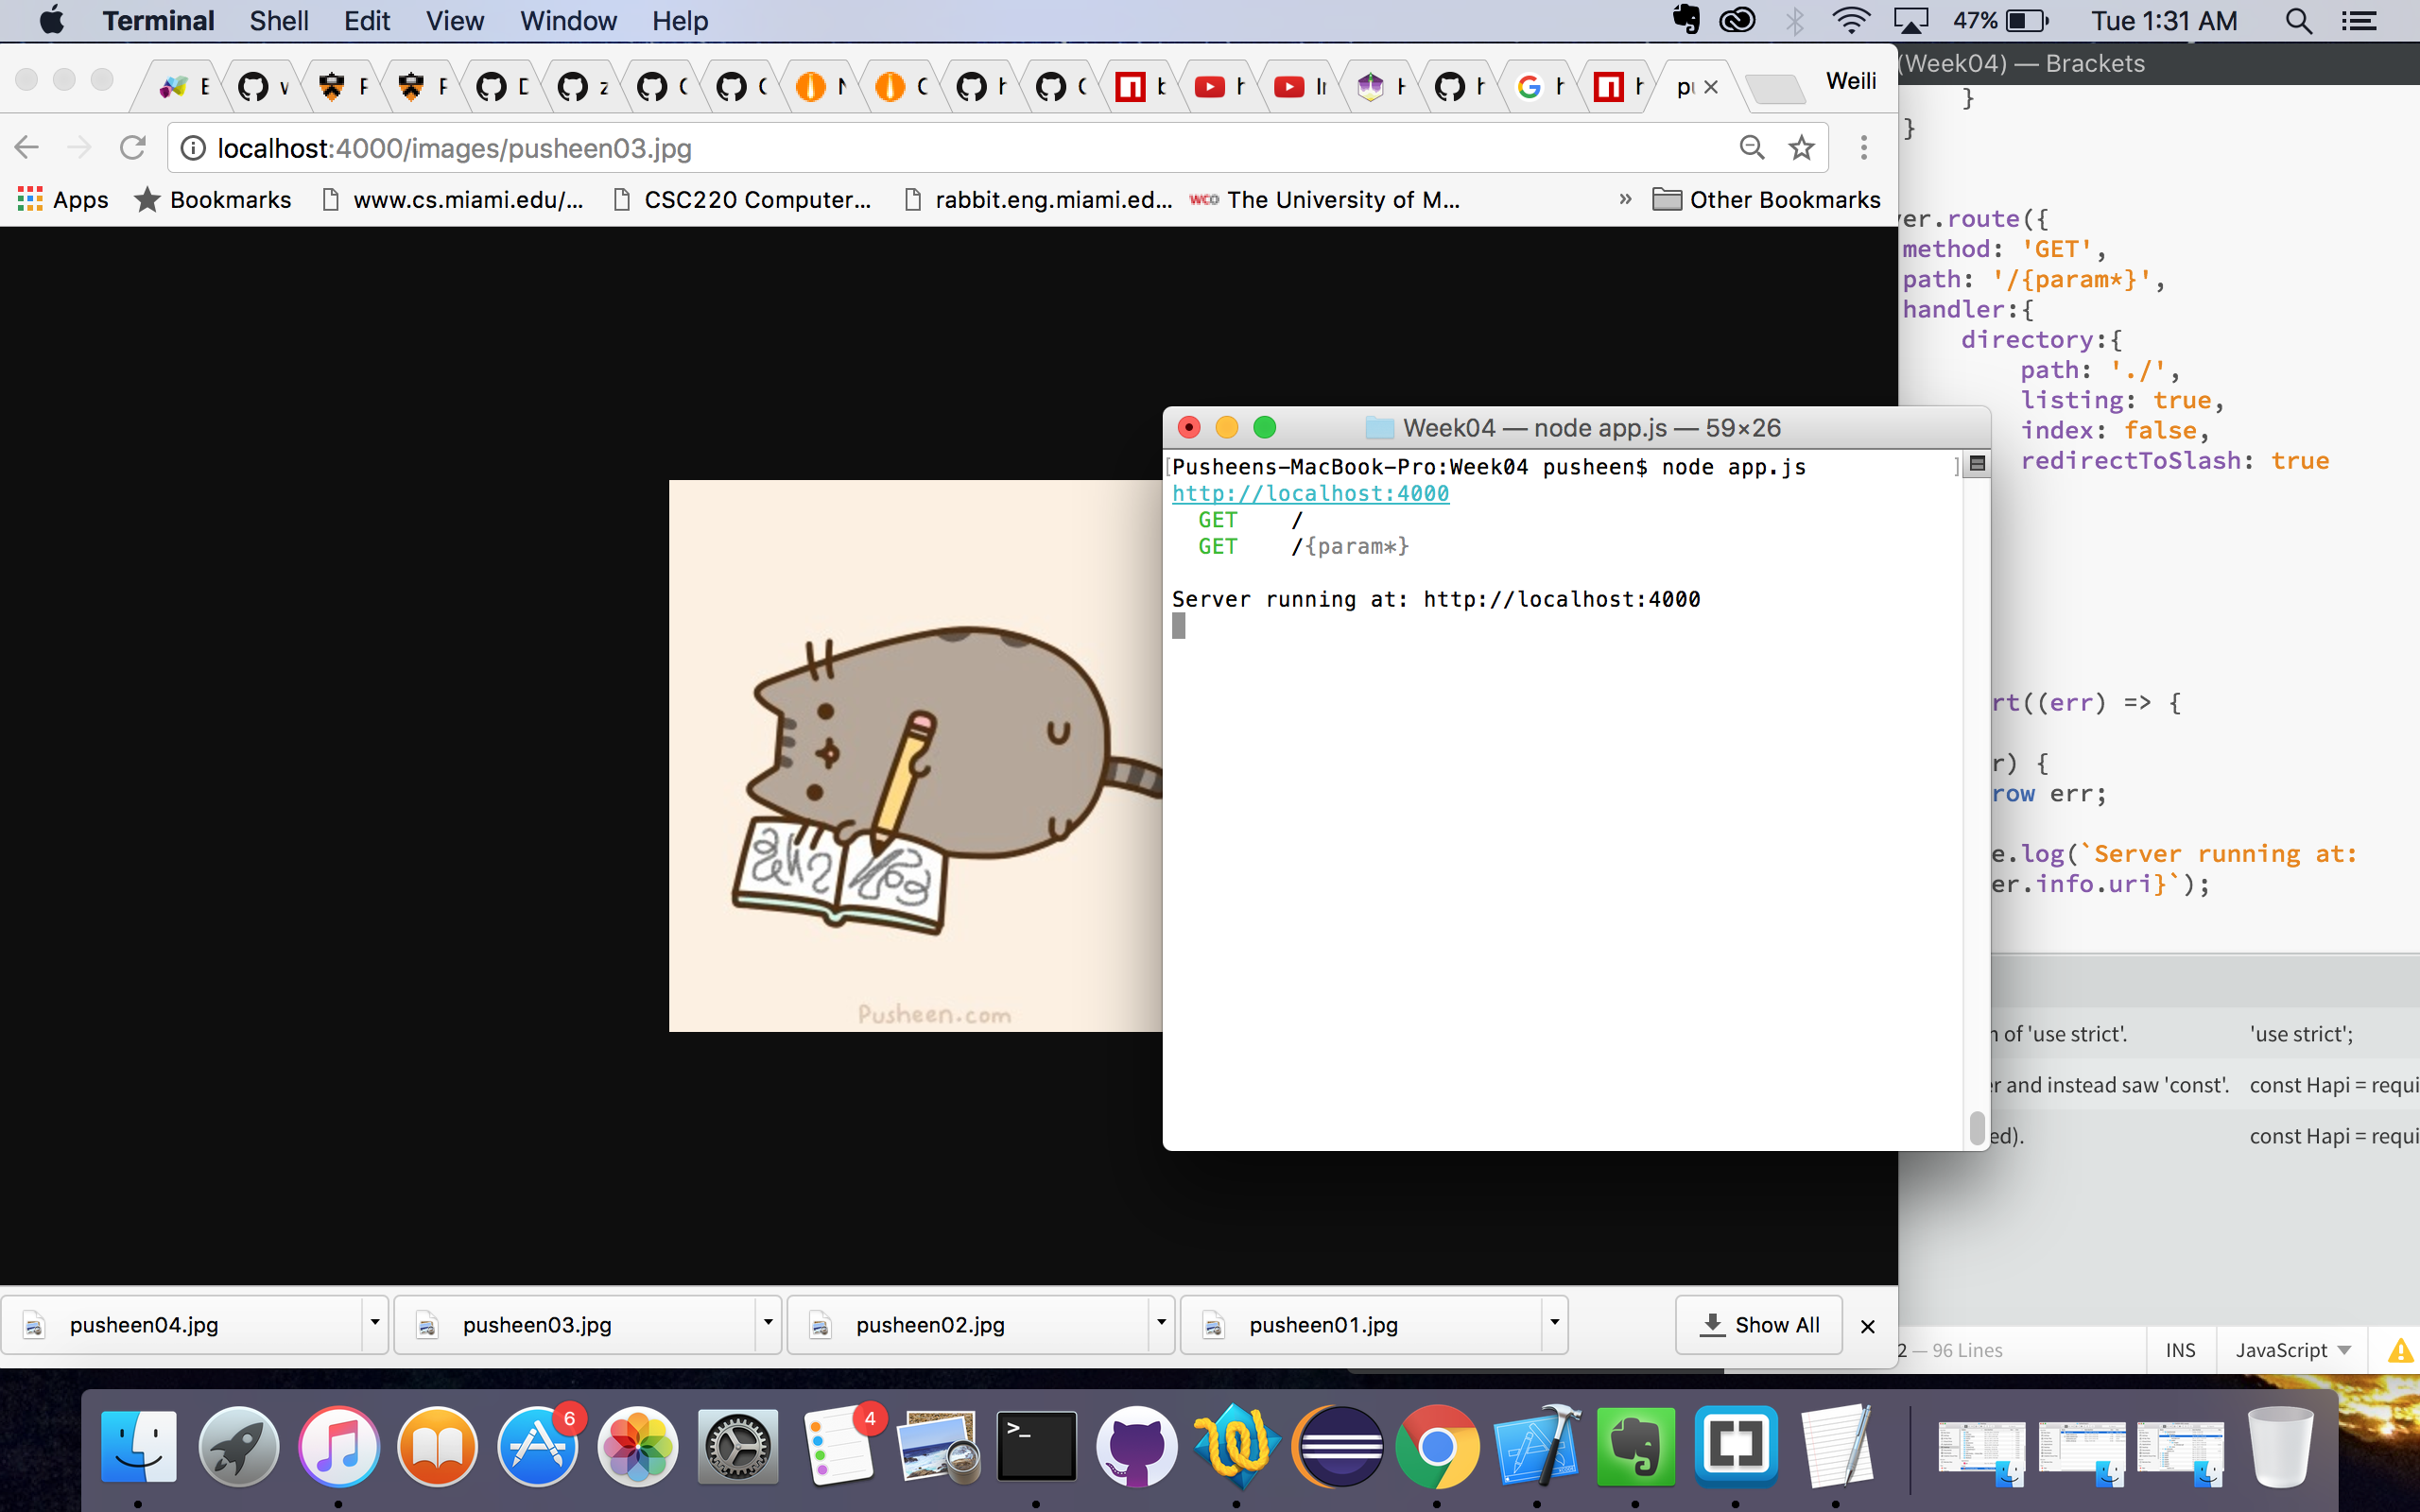 Terminal Shell Edit View Window Help 47% Tue 1:31 AM
(Week04) — Brackets
Weili
localhost:4000/images/pusheen03.jpg
Apps Bookmarks www.cs.miami.edu/... CSC220 Computer... rabbit.eng.miami.ed... WCO The University of M... » Other Bookmarks
}
}
er.route({
method: 'GET',
path: '/{param*}',
handler:{
directory:{
path: './',
listing: true,
index: false,
redirectToSlash: true
rt((err) => {
r) {
row err;
e.log(`Server running at:
er.info.uri}`);
Week04 — node app.js — 59×26
[Pusheens-MacBook-Pro:Week04 pusheen$ node app.js ]
http://localhost:4000
GET /
GET /{param*}
Server running at: http://localhost:4000
Pusheen.com
of 'use strict'. 'use strict';
er and instead saw 'const'. const Hapi = requi
ed). const Hapi = requi
2 — 96 Lines INS JavaScript
pusheen04.jpg pusheen03.jpg pusheen02.jpg pusheen01.jpg Show All
6 4